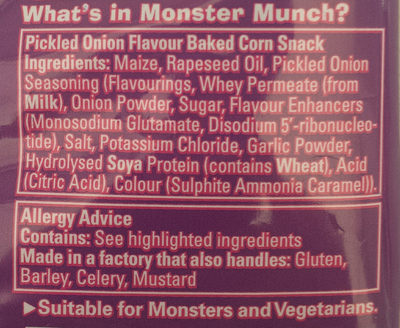 What's in Monster Munch?
Pickled Onion Flavour Baked Corn Snack
Ingredients: Maize, Rapeseed Oil, Pickled Onion
Seasoning (Flavourings, Whey Permeate (from
Milk), Onion Powder, Sugar, Flavour Enhancers
(Monosodium Glutamate, Disodium 5'-ribonucleo-
tide), Salt, Potassium Chloride, Garlic Powder,
Hydrolysed Soya Protein (contains Wheat), Acid
(Citric Acid), Colour (Sulphite Ammonia Caramel)).
Allergy Advice
Contains: See highlighted ingredients
Made in a factory that also handles: Gluten,
Barley, Celery, Mustard
▶Suitable for Monsters and Vegetarians.